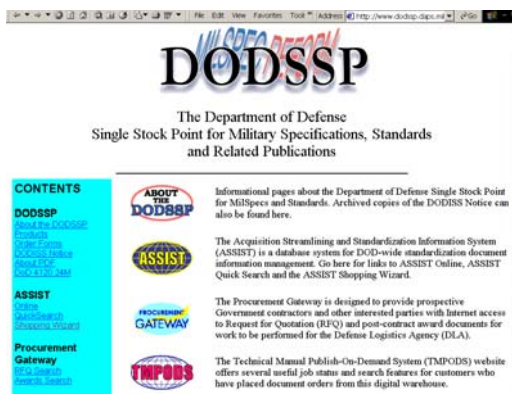 File Edit View Favorites Tools Address http://www.dodssp.daps.mil Go
MILSPEC REFORM
DODSSP
The Department of Defense
Single Stock Point for Military Specifications, Standards
and Related Publications
CONTENTS
DODSSP
About the DODSSP
Products
Order Forms
DODISS Notice
About PDF
DoD 4120.24M
ASSIST
Online
QuickSearch
Shopping Wizard
Procurement
Gateway
RFQ Search
Awards Search
ABOUT
THE
DODSSP
Informational pages about the Department of Defense Single Stock Point
for MilSpecs and Standards. Archived copies of the DODISS Notice can
also be found here.
ASSIST
The Acquisition Streamlining and Standardization Information System
(ASSIST) is a database system for DOD-wide standardization document
information management. Go here for links to ASSIST Online, ASSIST
Quick Search and the ASSIST Shopping Wizard.
PROCUREMENT
GATEWAY
The Procurement Gateway is designed to provide prospective
Government contractors and other interested parties with Internet access
to Request for Quotation (RFQ) and post-contract award documents for
work to be performed for the Defense Logistics Agency (DLA).
TMPODS
The Technical Manual Publish-On-Demand System (TMPODS) website
offers several useful job status and search features for customers who
have placed document orders from this digital warehouse.